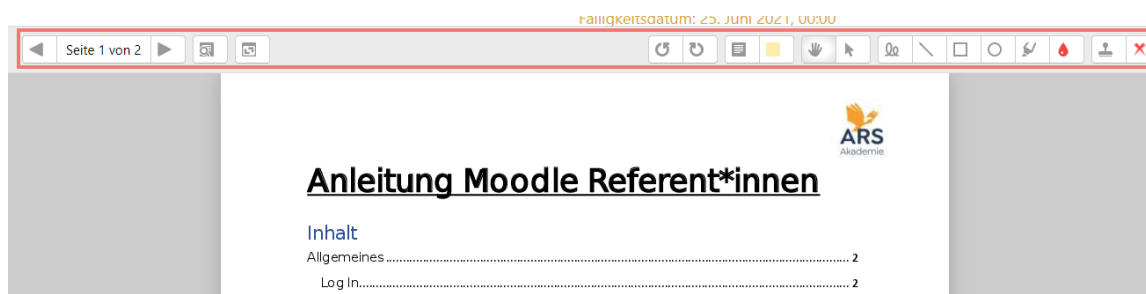 Fälligkeitsdatum: 25. Juni 2021, 00:00
Seite 1 von 2
ARS
Akademie
Anleitung Moodle Referent*innen
Inhalt
Allgemeines........................................ 2
Log In........................................ 2